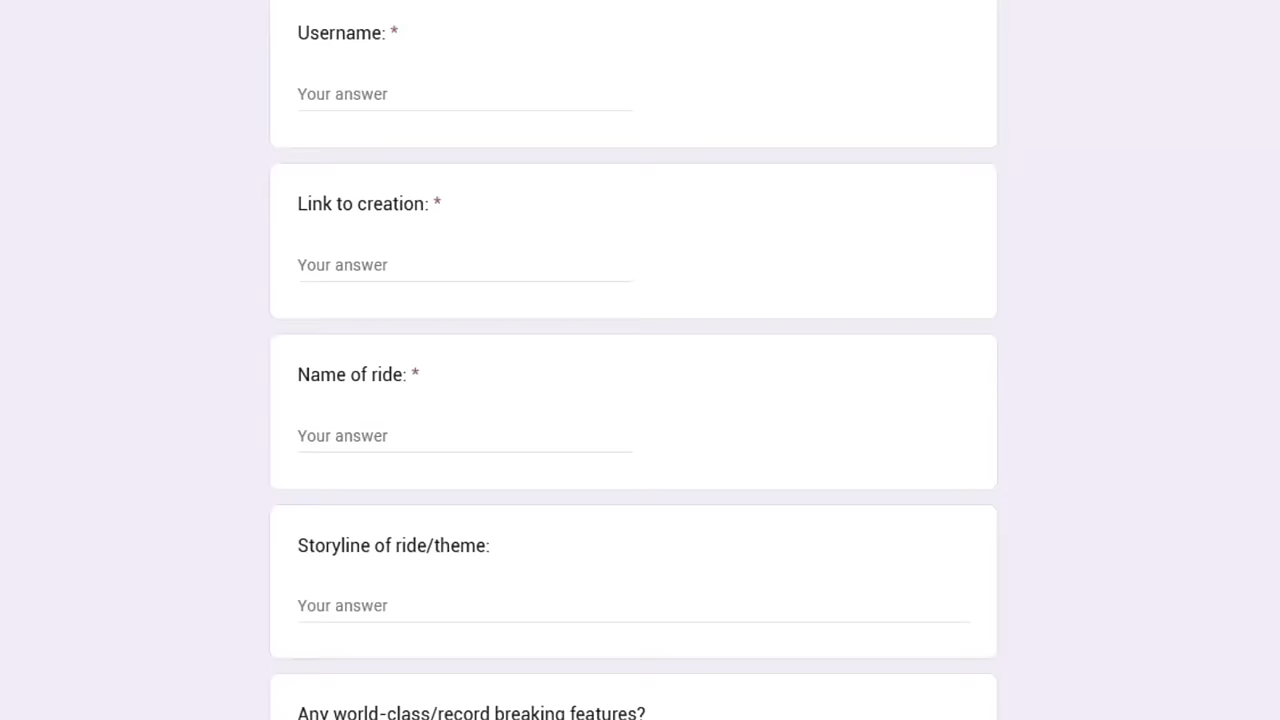 Username: *
Your answer
Link to creation: *
Your answer
Name of ride: *
Your answer
Storyline of ride/theme:
Your answer
Any world-class/record breaking features?